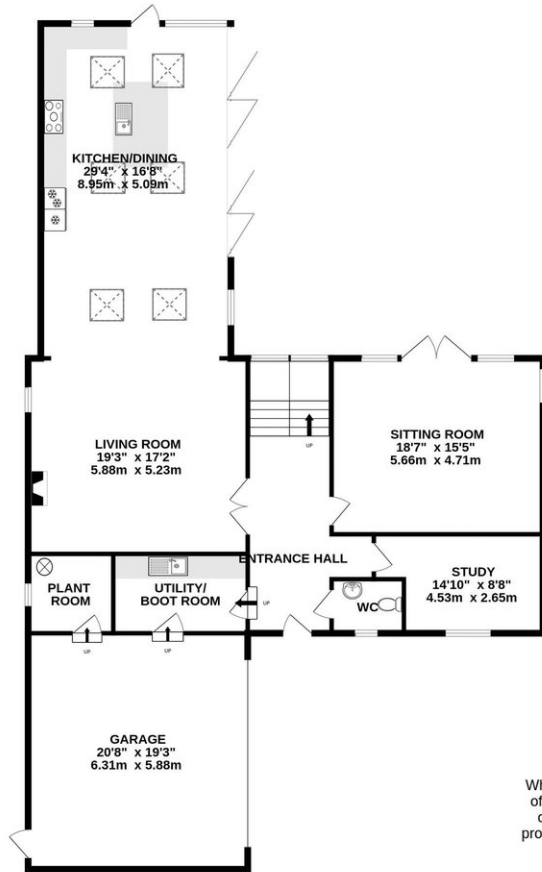 KITCHEN/DINING
29'4" x 16'8"
8.95m x 5.09m
LIVING ROOM
19'3" x 17'2"
5.88m x 5.23m
UP
SITTING ROOM
18'7" x 15'5"
5.66m x 4.71m
ENTRANCE HALL
STUDY
14'10" x 8'8"
4.53m x 2.65m
PLANT
ROOM
UTILITY/
BOOT ROOM
UP
WC
UP
UP
GARAGE
20'8" x 19'3"
6.31m x 5.88m
Wh
of
pro